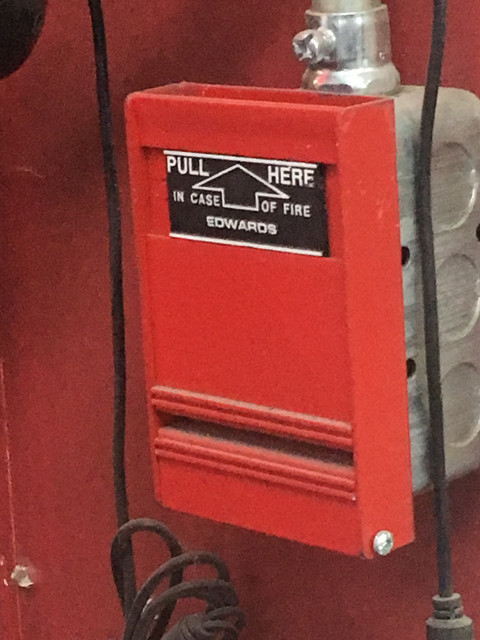 PULL HERE
IN CASE OF FIRE
EDWARDS